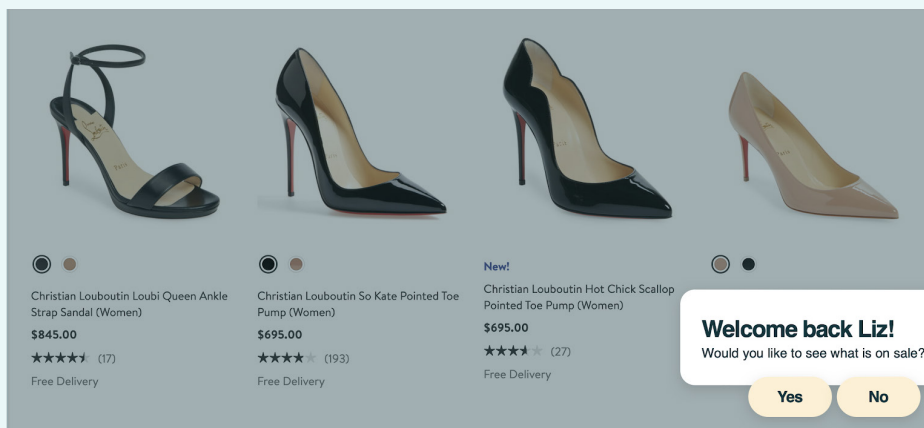 New!
Christian Louboutin Loubi Queen Ankle
Strap Sandal (Women)
$845.00
(17)
Free Delivery
Christian Louboutin So Kate Pointed Toe
Pump (Women)
$695.00
(193)
Free Delivery
Christian Louboutin Hot Chick Scallop
Pointed Toe Pump (Women)
$695.00
(27)
Free Delivery
Welcome back Liz!
Would you like to see what is on sale?
Yes
No